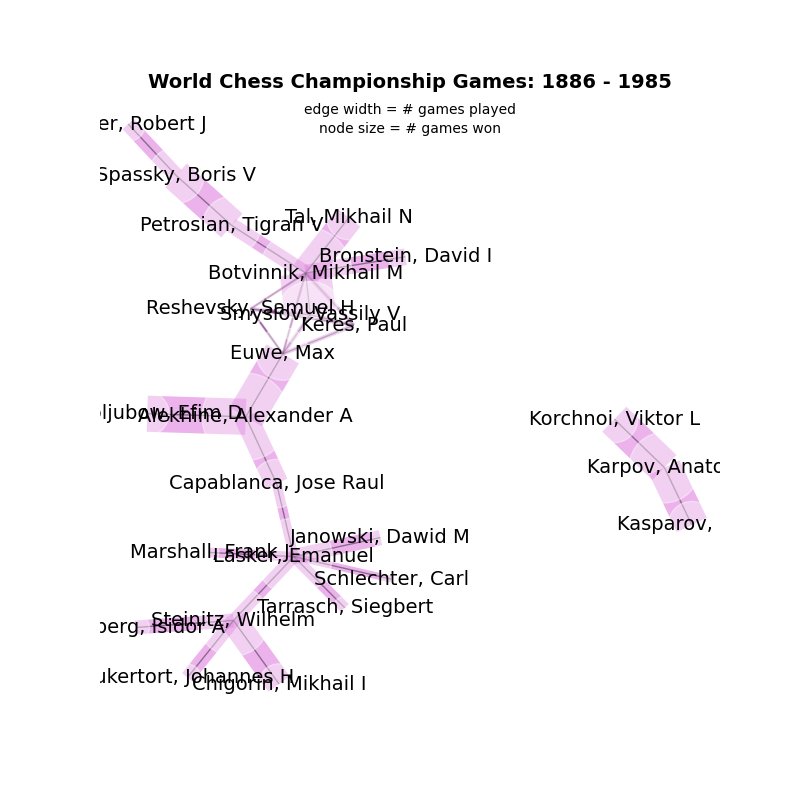 World Chess Championship Games: 1886 - 1985
edge width = # games played
node size = # games won
er, Robert J
Spassky, Boris V
Tal, Mikhail N
Petrosian, Tigran V
Bronstein, David I
Botvinnik, Mikhail M
Reshevsky, Samuel H
Smyslov, Vassily V
Keres, Paul
Euwe, Max
ljubow, Efim D
Alekhine, Alexander A
Korchnoi, Viktor L
Karpov, Anato
Capablanca, Jose Raul
Kasparov,
Janowski, Dawid M
Marshall, Frank J
Lasker, Emanuel
Schlechter, Carl
Tarrasch, Siegbert
Steinitz, Wilhelm
berg, Isidor A
ukertort, Johannes H
Chigorin, Mikhail I